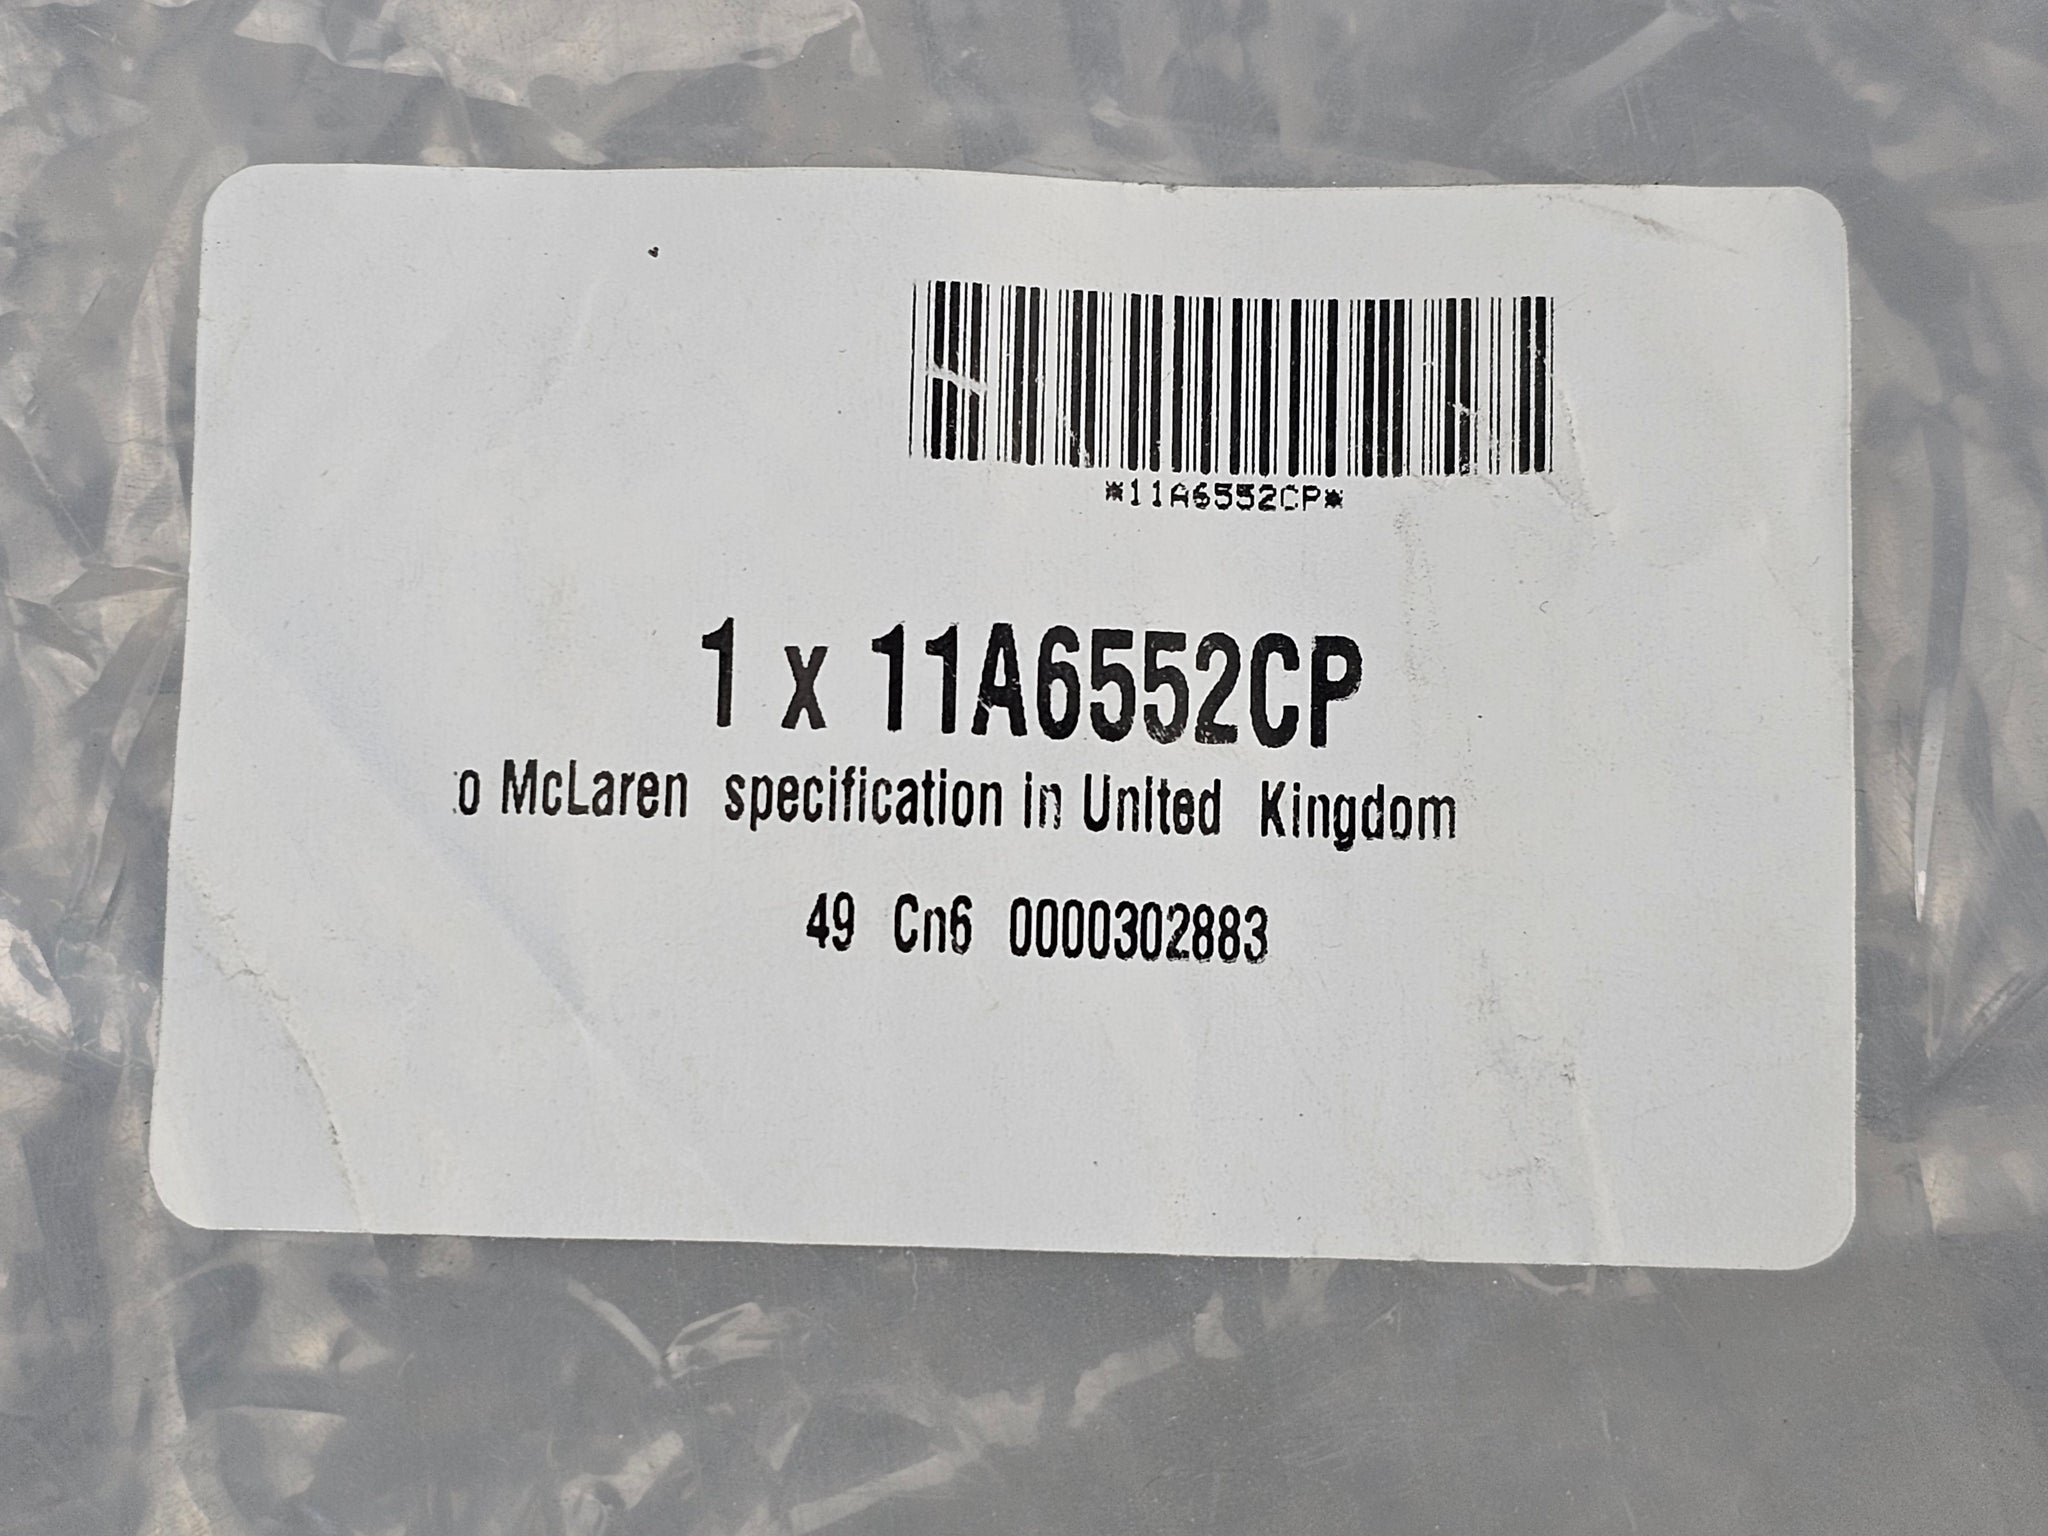 *11A6552CP*
1 x 11A6552CP
o McLaren specification in United Kingdom
49 Cn6 0000302883